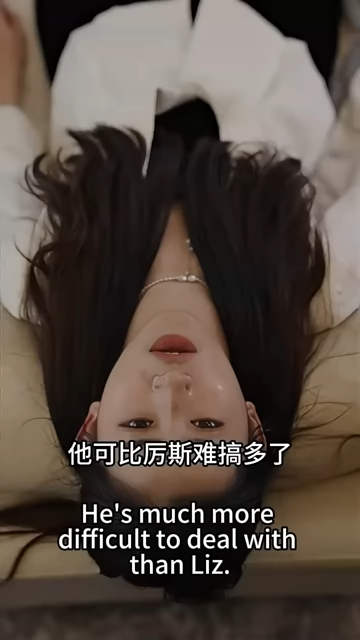 他可比厉斯难搞多了
He's much more
difficult to deal with
than Liz.